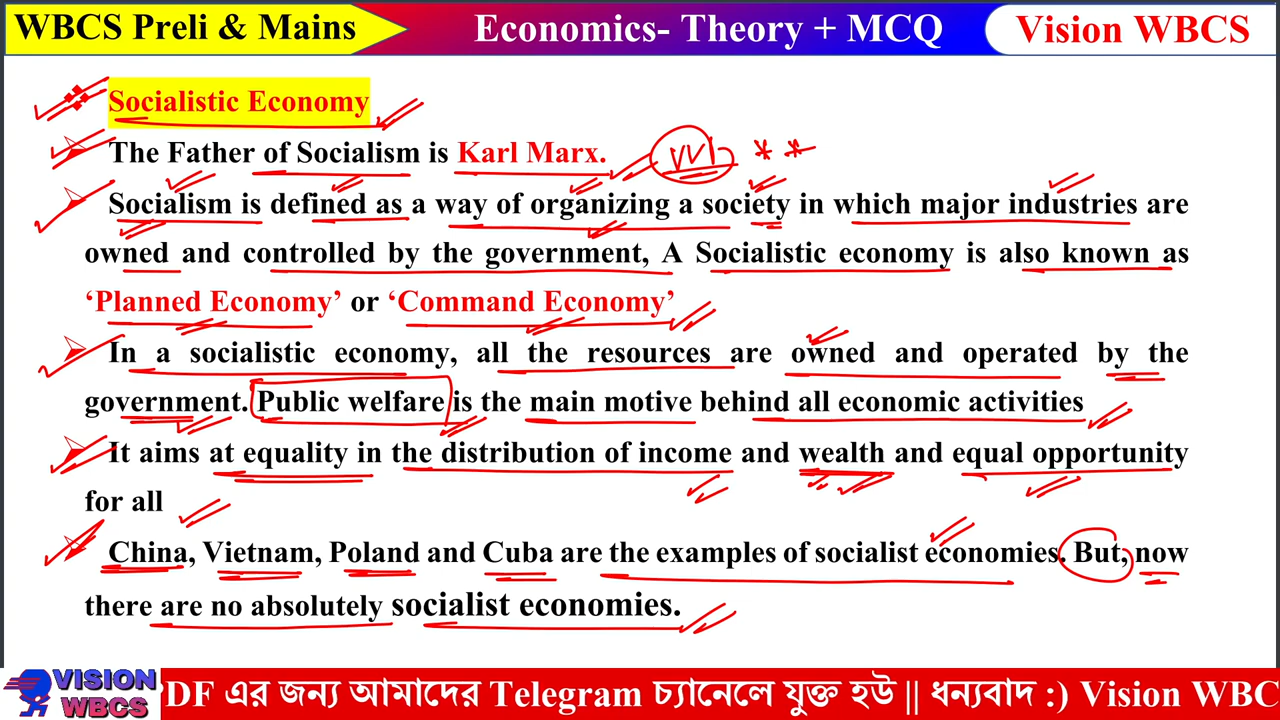 WBCS Preli & Mains
Economics- Theory + MCQ
Vision WBCS
Socialistic Economy
The Father of Socialism is Karl Marx. VVI **
Socialism is defined as a way of organizing a society in which major industries are
owned and controlled by the government, A Socialistic economy is also known as
‘Planned Economy’ or ‘Command Economy’
In a socialistic economy, all the resources are owned and operated by the
government. Public welfare is the main motive behind all economic activities
It aims at equality in the distribution of income and wealth and equal opportunity
for all
China, Vietnam, Poland and Cuba are the examples of socialist economies. But, now
there are no absolutely socialist economies.
VISION
WBCS
PDF এর জন্য আমাদের Telegram চ্যানেলে যুক্ত হউ || ধন্যবাদ :) Vision WBC